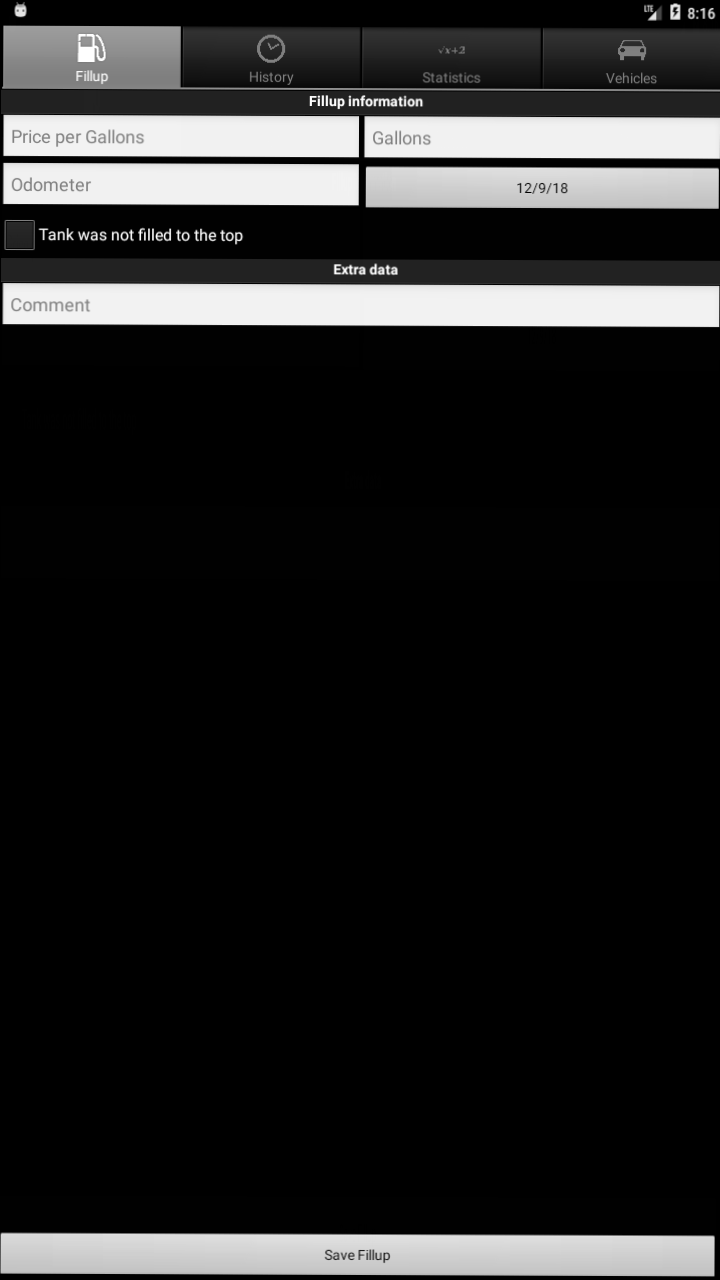 LTE 8:16
Fillup History √x+2 Statistics Vehicles
Fillup information
Price per Gallons Gallons
Odometer 12/9/18
Tank was not filled to the top
Extra data
Comment
Save Fillup